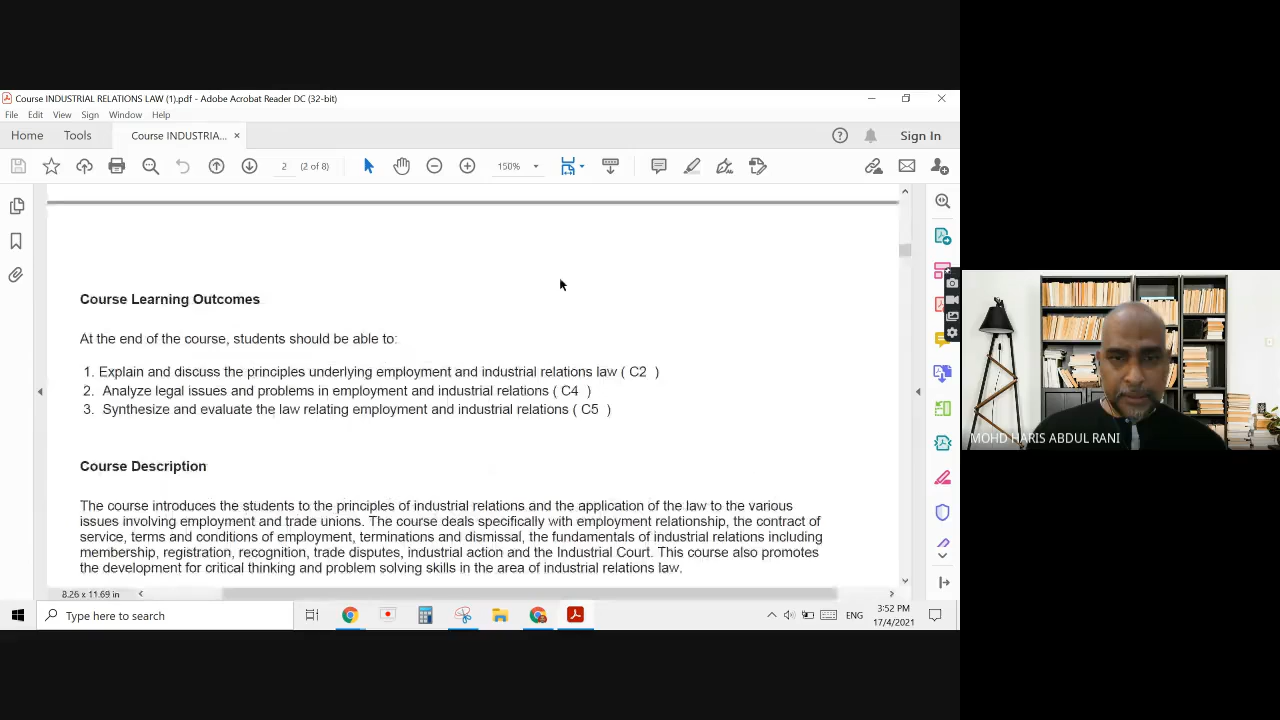 Course INDUSTRIAL RELATIONS LAW (1).pdf - Adobe Acrobat Reader DC (32-bit)
File Edit View Sign Window Help
Home Tools Course INDUSTRIA... × Sign In
2 (2 of 8) 150%
Course Learning Outcomes
At the end of the course, students should be able to:
1. Explain and discuss the principles underlying employment and industrial relations law ( C2 )
2. Analyze legal issues and problems in employment and industrial relations ( C4 )
3. Synthesize and evaluate the law relating employment and industrial relations ( C5 )
Course Description
The course introduces the students to the principles of industrial relations and the application of the law to the various
issues involving employment and trade unions. The course deals specifically with employment relationship, the contract of
service, terms and conditions of employment, terminations and dismissal, the fundamentals of industrial relations including
membership, registration, recognition, trade disputes, industrial action and the Industrial Court. This course also promotes
the development for critical thinking and problem solving skills in the area of industrial relations law.
8.26 x 11.69 in
Type here to search
ENG
3:52 PM
17/4/2021
MOHD HARIS ABDUL RANI